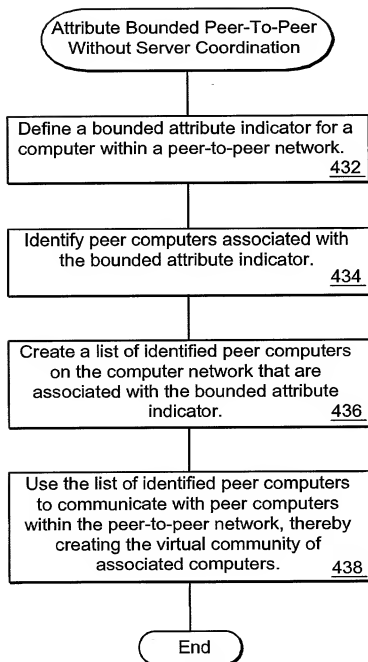 Attribute Bounded Peer-To-Peer
Without Server Coordination
Define a bounded attribute indicator for a
computer within a peer-to-peer network.
432
Identify peer computers associated with
the bounded attribute indicator.
434
Create a list of identified peer computers
on the computer network that are
associated with the bounded attribute
indicator.
436
Use the list of identified peer computers
to communicate with peer computers
within the peer-to-peer network, thereby
creating the virtual community of
associated computers.
438
End